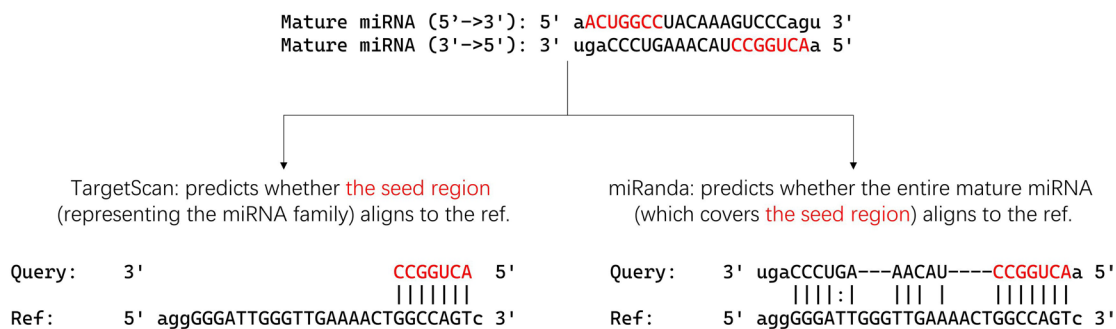 Mature miRNA (5'->3'): 5' aACUGGCCUACAAAGUCCCagu 3'
Mature miRNA (3'->5'): 3' ugaCCCUGAAACAUCCGGUCAa 5'
TargetScan: predicts whether the seed region
(representing the miRNA family) aligns to the ref.
miRanda: predicts whether the entire mature miRNA
(which covers the seed region) aligns to the ref.
Query: 3' CCGGUCA 5'
|||||||
Ref: 5' aggGGGATTGGGTTGAAAACTGGCCAGTc 3'
Query: 3' ugaCCCUGA---AACAU----CCGGUCAa 5'
||||:| ||| | |||||||
Ref: 5' aggGGGATTGGGTTGAAAACTGGCCAGTc 3'